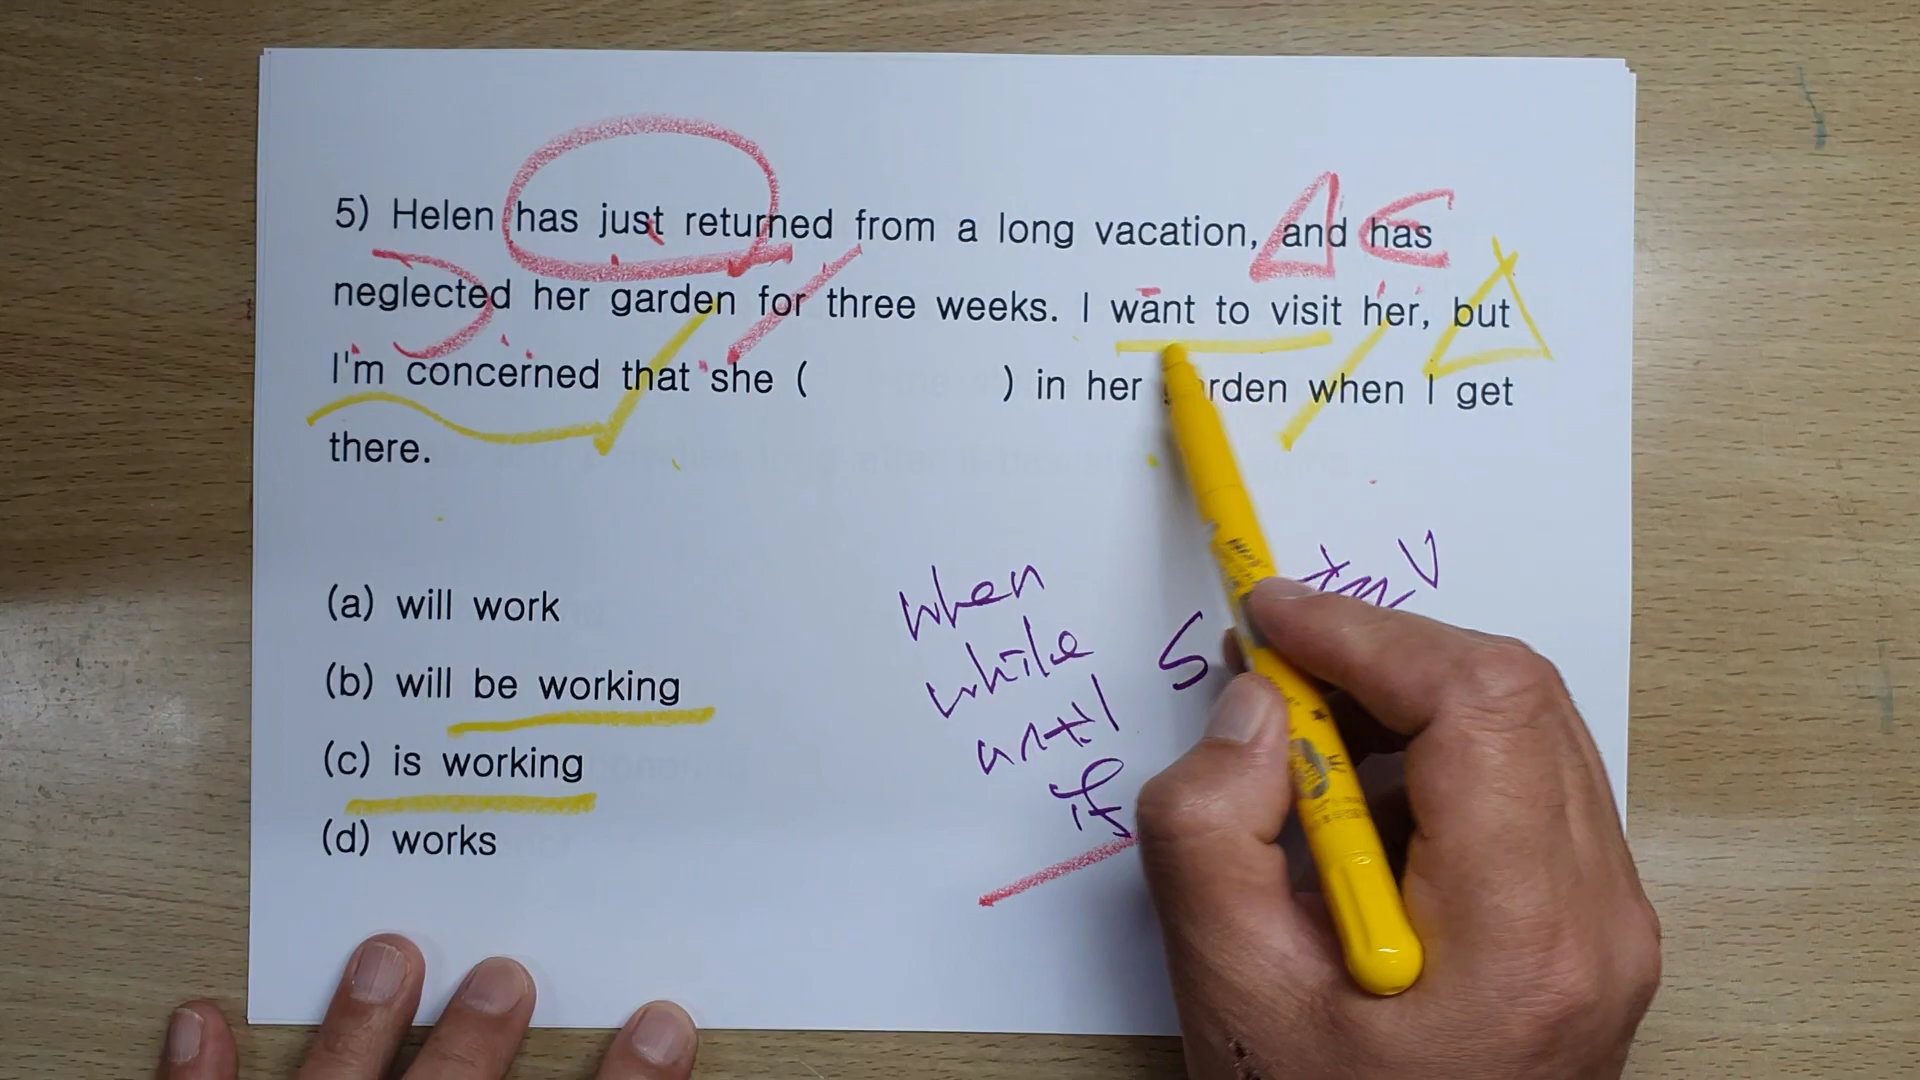 5) Helen has just returned from a long vacation, and has
neglected her garden for three weeks. I want to visit her, but
I'm concerned that she ( ) in her garden when I get
there.
(a) will work
(b) will be working
(c) is working
(d) works
when
while
until
if
S
V